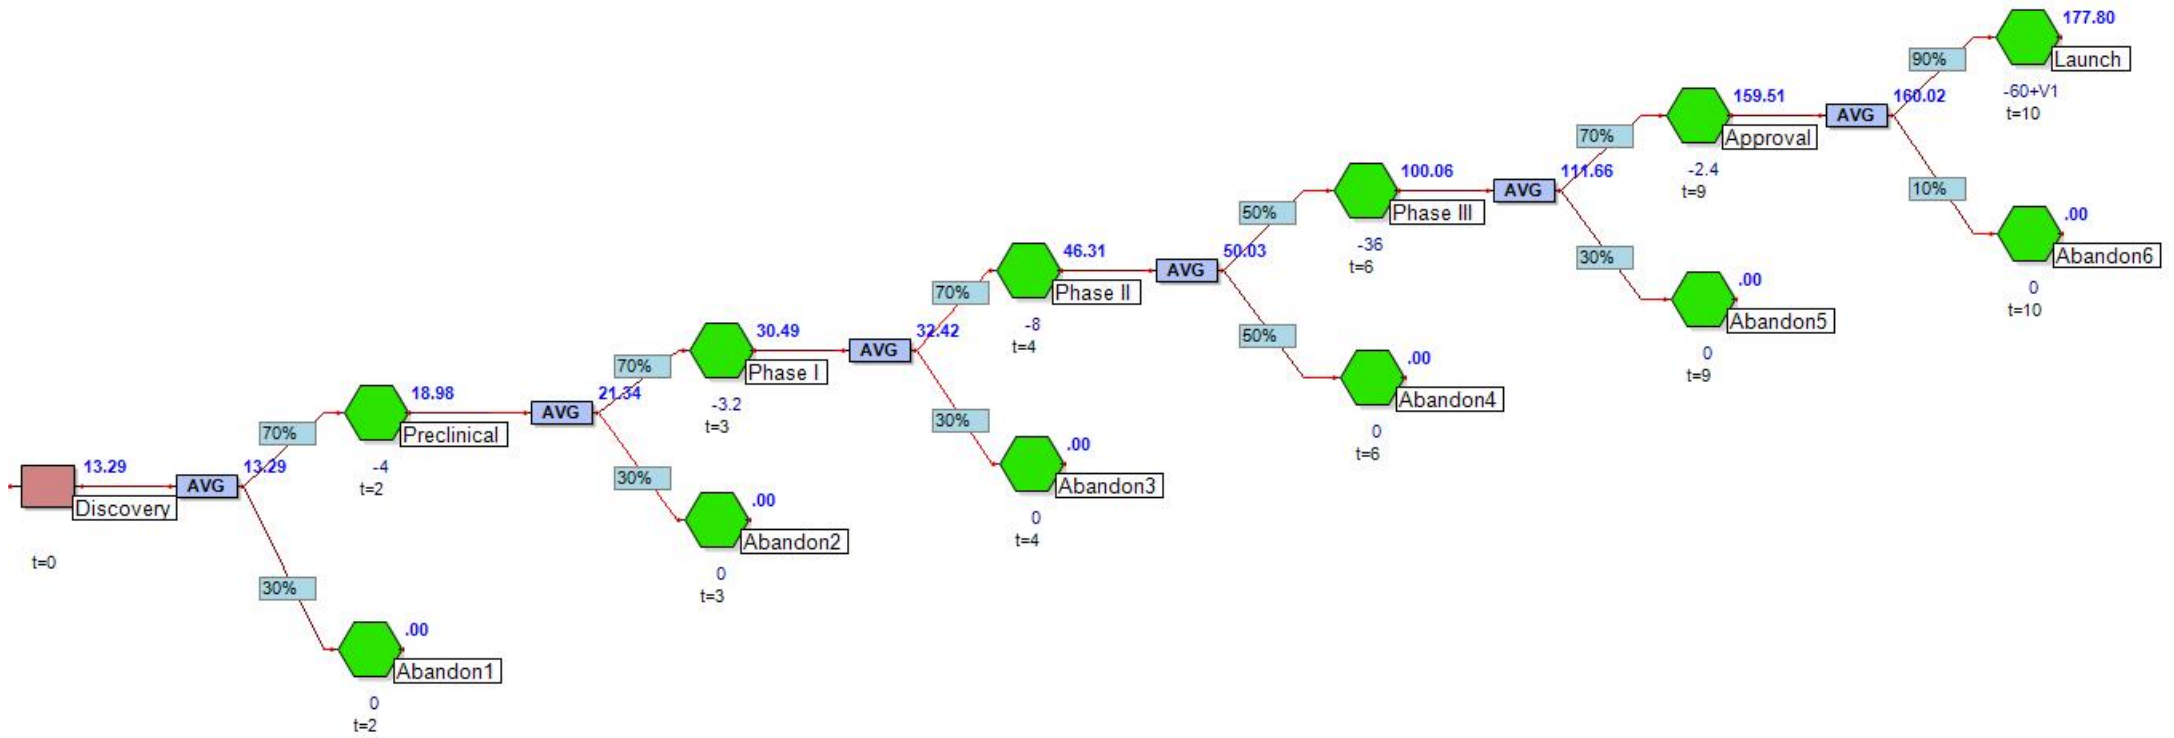 177.80
Launch
90%
-60+V1
t=10
159.51
AVG
160.02
Approval
70%
-2.4
t=9
10%
.00
Abandon6
0
t=10
100.06
AVG
111.66
Phase III
50%
-36
t=6
30%
.00
Abandon5
0
t=9
46.31
AVG
50.03
Phase II
70%
-8
t=4
50%
.00
Abandon4
0
t=6
30.49
AVG
32.42
Phase I
70%
-3.2
t=3
30%
.00
Abandon3
0
t=4
18.98
AVG
21.34
Preclinical
70%
-4
t=2
30%
.00
Abandon2
0
t=3
13.29
AVG
13.29
Discovery
t=0
30%
.00
Abandon1
0
t=2